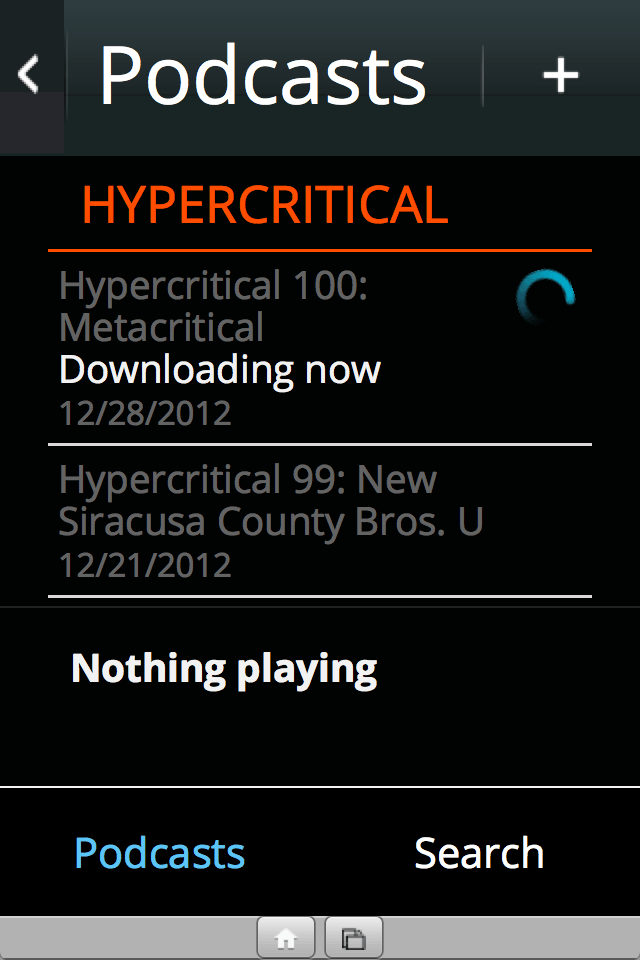 Podcasts
HYPERCRITICAL
Hypercritical 100:
Metacritical
Downloading now
12/28/2012
Hypercritical 99: New
Siracusa County Bros. U
12/21/2012
Nothing playing
Podcasts Search